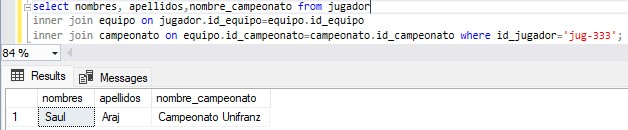 select nombres, apellidos,nombre_campeonato from jugador
inner join equipo on jugador.id_equipo=equipo.id_equipo
inner join campeonato on equipo.id_campeonato=campeonato.id_campeonato where id_jugador='jug-333';
84 %
Results Messages
nombres apellidos nombre_campeonato
1 Saul Araj Campeonato Unifranz